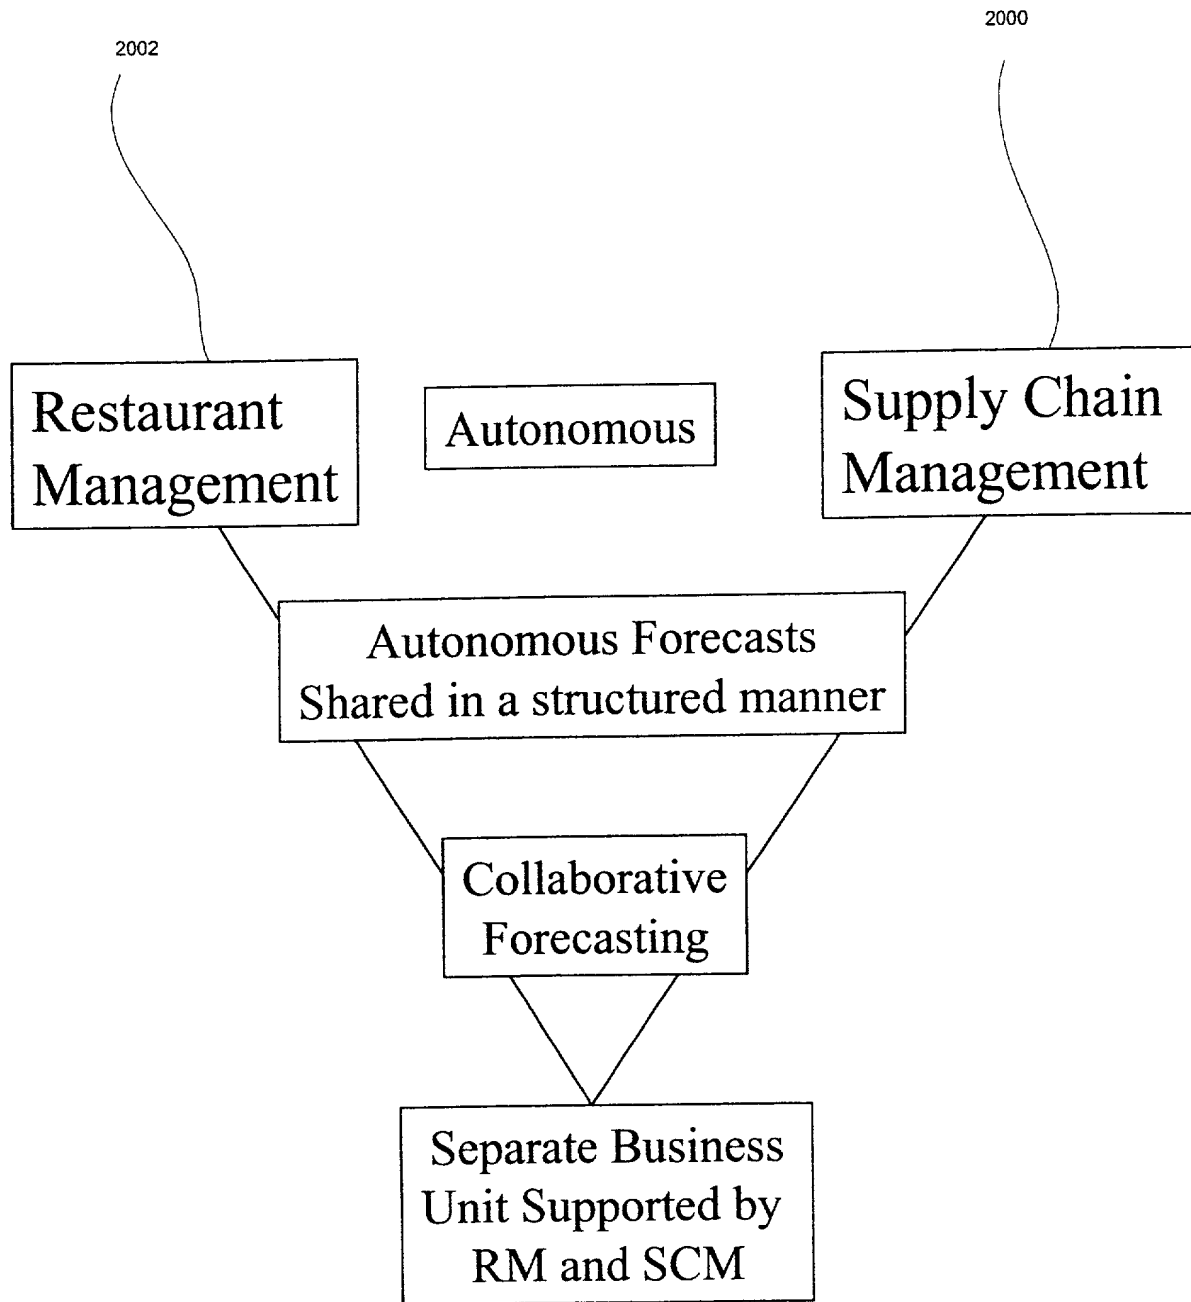 2002
2000
Restaurant
Management
Autonomous
Supply Chain
Management
Autonomous Forecasts
Shared in a structured manner
Collaborative
Forecasting
Separate Business
Unit Supported by
RM and SCM